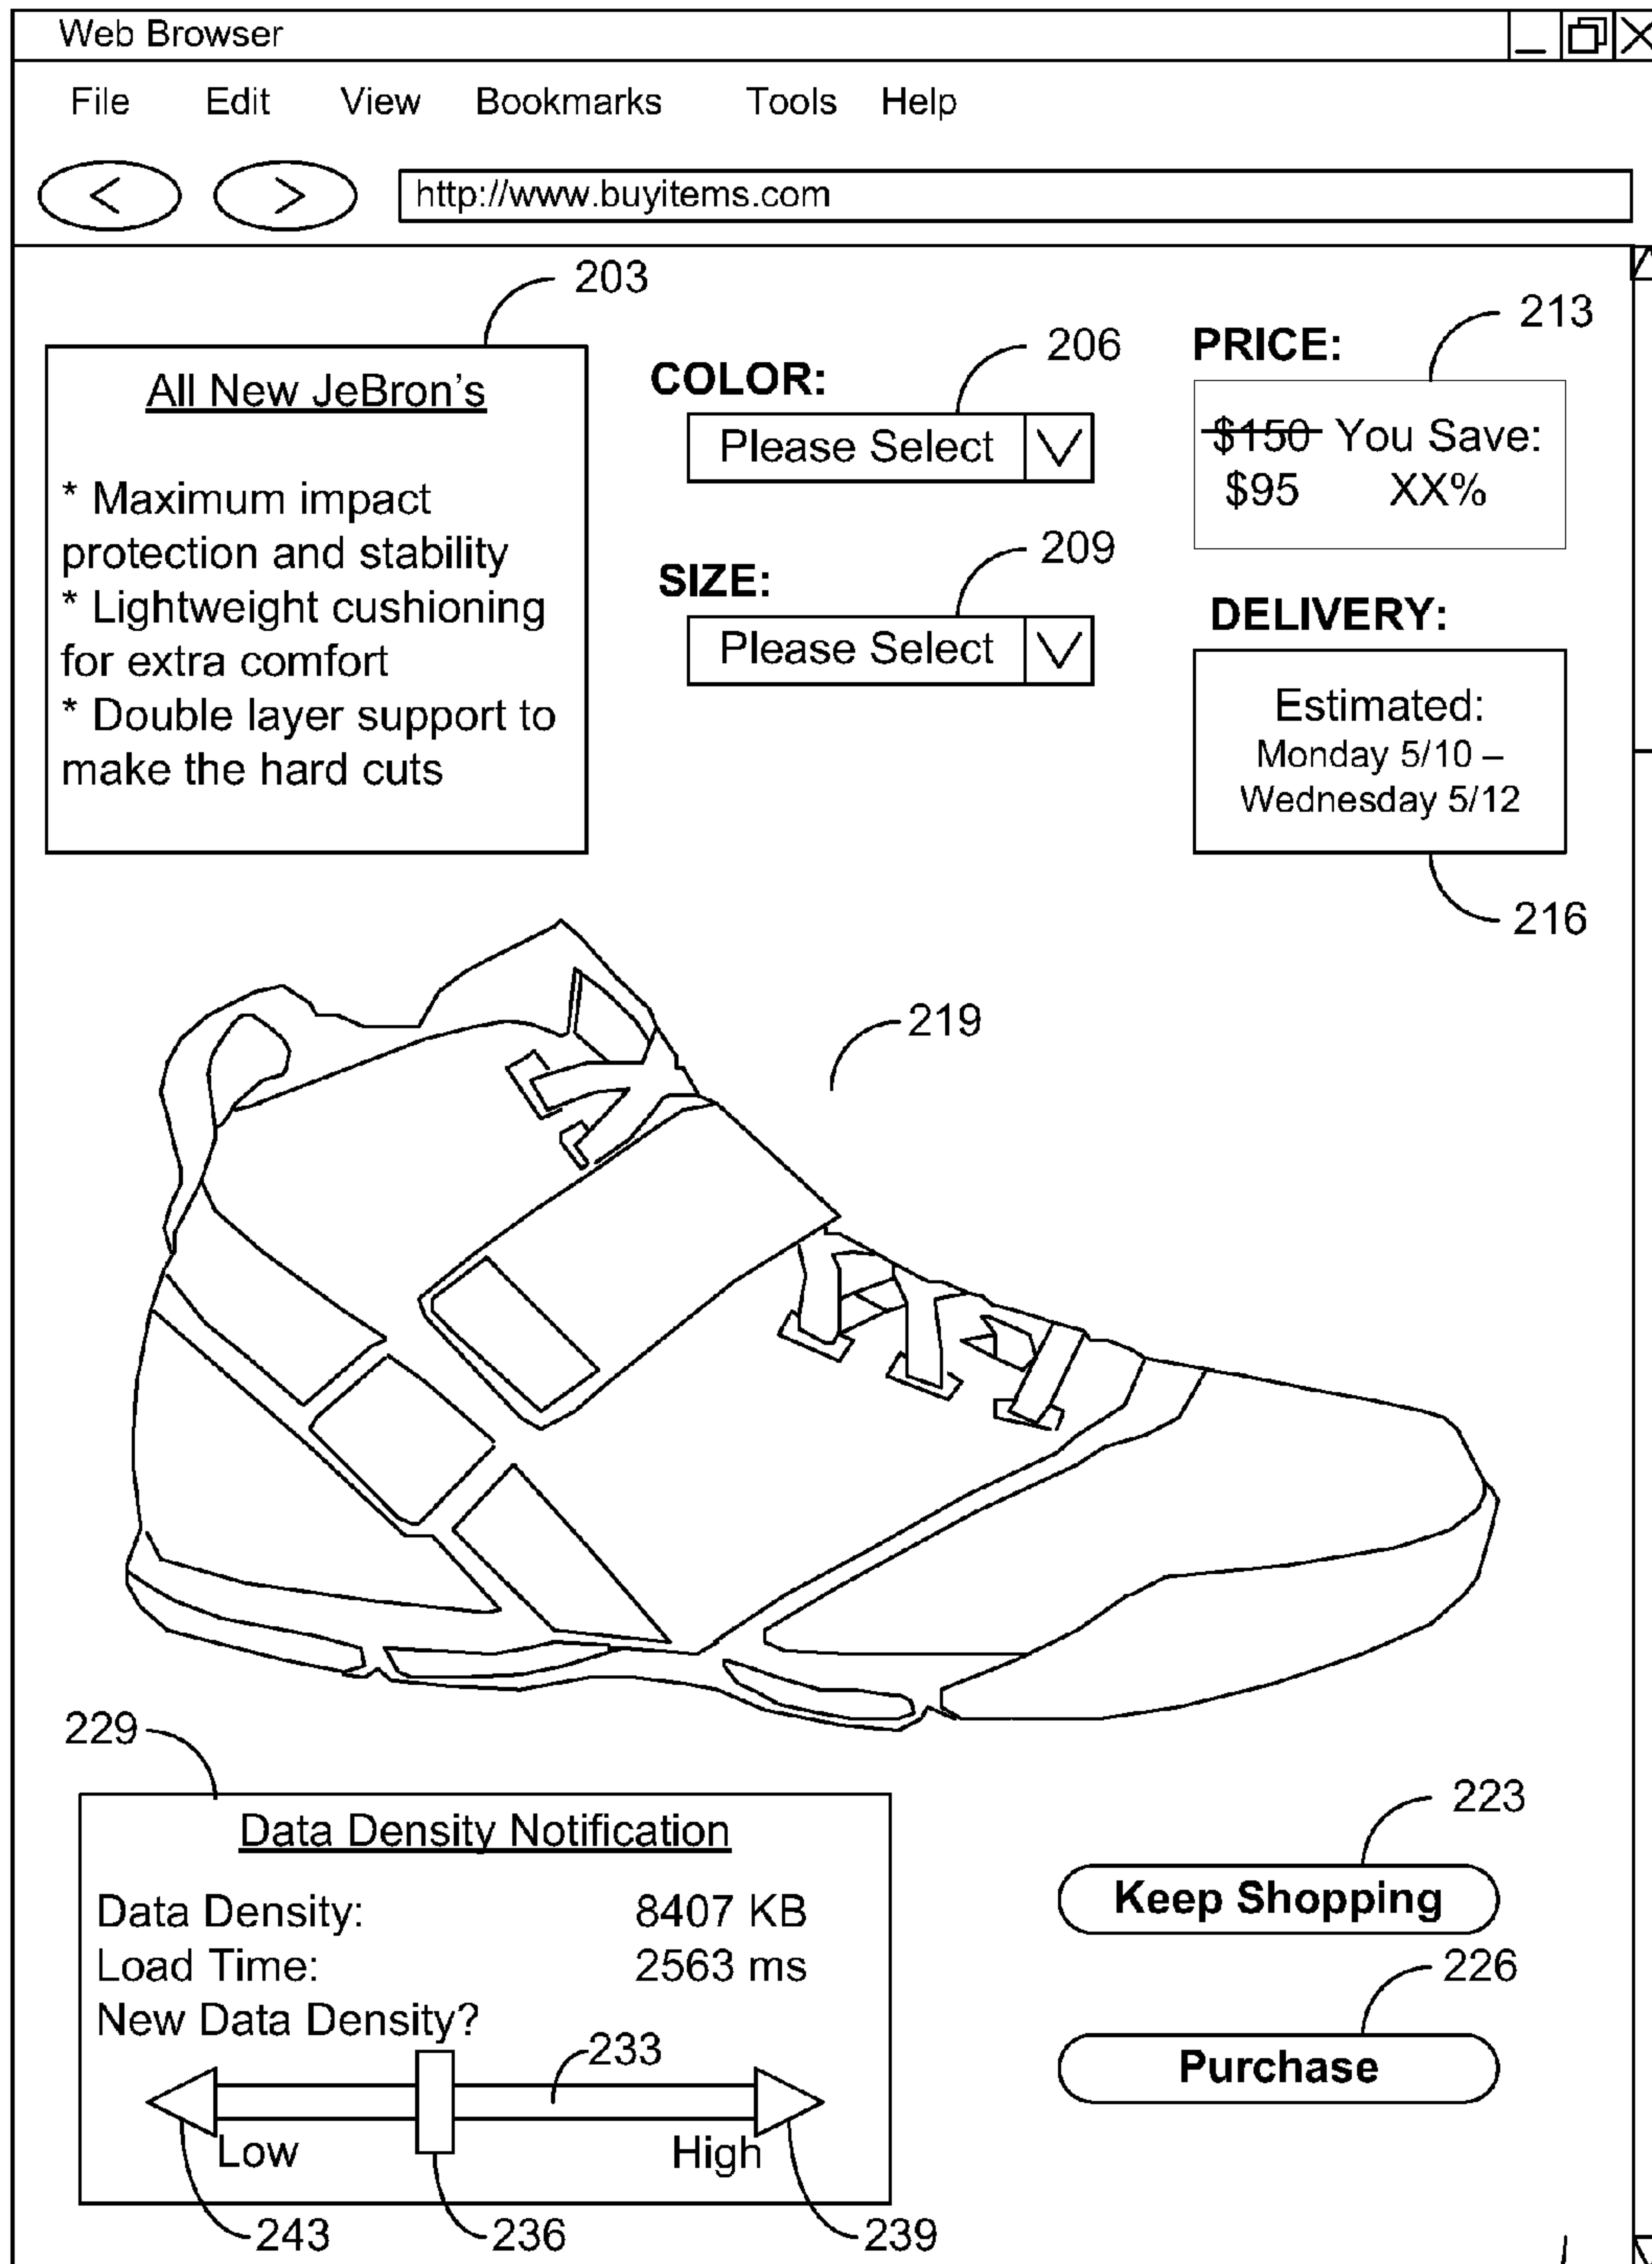 Web Browser
File Edit View Bookmarks Tools Help
< > http://www.buyitems.com
203
All New JeBron's
* Maximum impact
protection and stability
* Lightweight cushioning
for extra comfort
* Double layer support to
make the hard cuts
206
COLOR:
Please Select
209
SIZE:
Please Select
213
PRICE:
$150 You Save:
$95 XX%
DELIVERY:
Estimated:
Monday 5/10 –
Wednesday 5/12
216
219
229
Data Density Notification
Data Density: 8407 KB
Load Time: 2563 ms
New Data Density?
233
Low High
243 236 239
223
Keep Shopping
226
Purchase